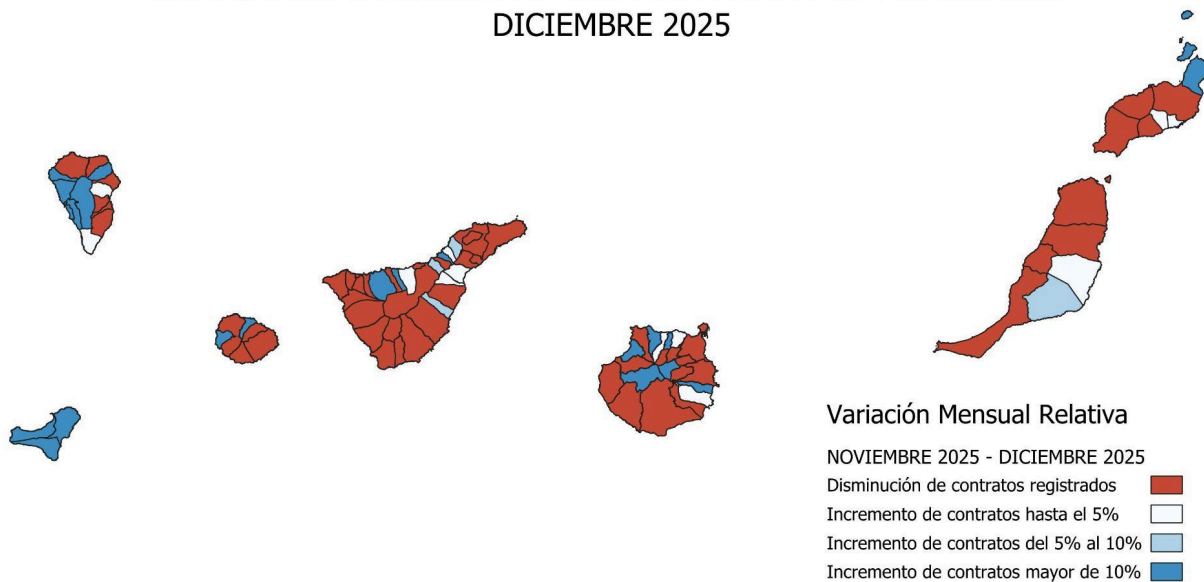 DICIEMBRE 2025
Variación Mensual Relativa
NOVIEMBRE 2025 - DICIEMBRE 2025
Disminución de contratos registrados
Incremento de contratos hasta el 5%
Incremento de contratos del 5% al 10%
Incremento de contratos mayor de 10%